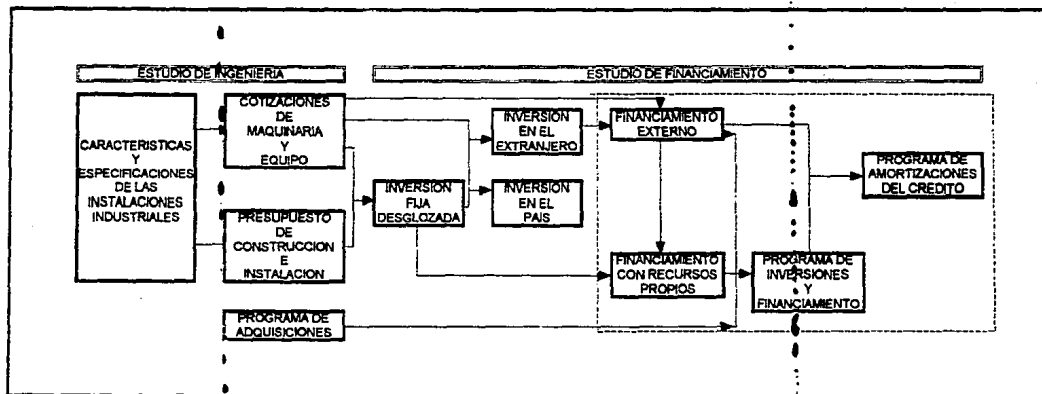 ESTUDIO DE INGENIERIA
ESTUDIO DE FINANCIAMIENTO
CARACTERISTICAS
Y
ESPECIFICACIONES
DE LAS
INSTALACIONES
INDUSTRIALES
COTIZACIONES
DE
MAQUINARIA
Y
EQUIPO
PRESUPUESTO
DE
CONSTRUCCION
E
INSTALACION
PROGRAMA DE
ADQUISICIONES
INVERSION
FIJA
DESGLOZADA
INVERSION
EN EL
EXTRANJERO
INVERSION
EN EL
PAIS
FINANCIAMIENTO
EXTERNO
FINANCIAMIENTO
CON RECURSOS
PROPIOS
PROGRAMA DE
INVERSIONES
Y
FINANCIAMIENTO
PROGRAMA DE
AMORTIZACIONES
DEL CREDITO